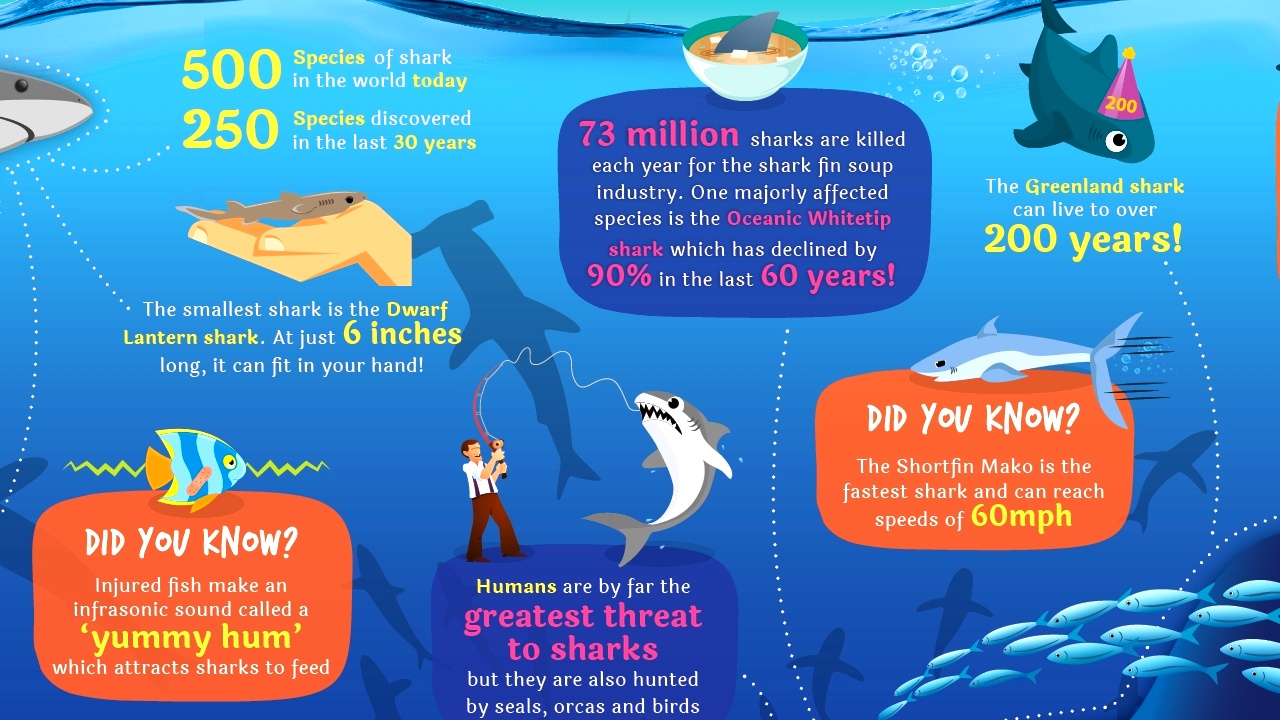 500 Species of shark
in the world today
250 Species discovered
in the last 30 years
The smallest shark is the Dwarf
Lantern shark. At just 6 inches
long, it can fit in your hand!
73 million sharks are killed
each year for the shark fin soup
industry. One majorly affected
species is the Oceanic Whitetip
shark which has declined by
90% in the last 60 years!
200
The Greenland shark
can live to over
200 years!
DID YOU KNOW?
The Shortfin Mako is the
fastest shark and can reach
speeds of 60mph
DID YOU KNOW?
Injured fish make an
infrasonic sound called a
‘yummy hum’
which attracts sharks to feed
Humans are by far the
greatest threat
to sharks
but they are also hunted
by seals, orcas and birds